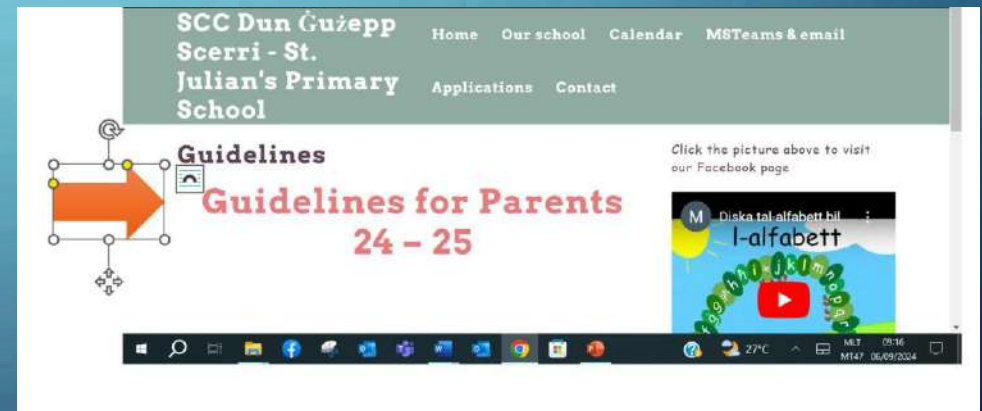 SCC Dun Ġużepp
Scerri - St.
Julian's Primary
School
Home Our school Calendar MSTeams & email
Applications Contact
Guidelines
Guidelines for Parents
24 – 25
Click the picture above to visit
our Facebook page
M Diska tal-alfabett bil
l-alfabett
27°C
MLT
MT47
09:16
06/09/2024